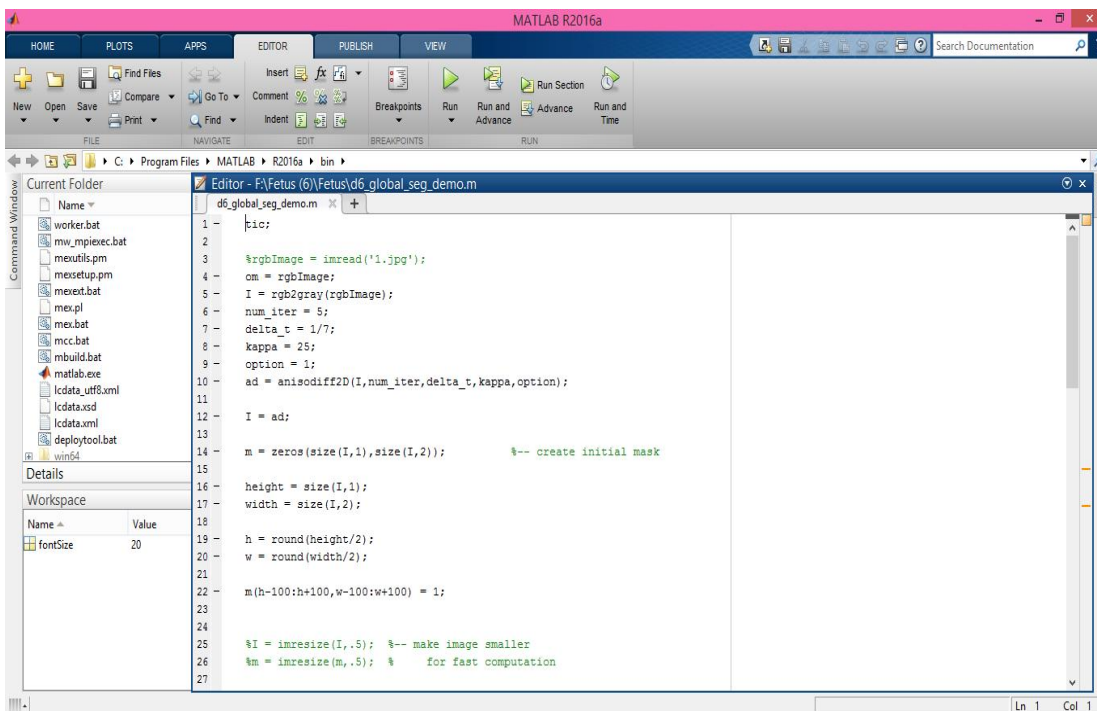 MATLAB R2016a
HOME PLOTS APPS EDITOR PUBLISH VIEW
Search Documentation
New Open Save
Find Files
Compare
Print
Go To
Find
Insert fx
Comment %
Indent
Breakpoints
Run
Run and Advance
Run Section
Advance
Run and Time
FILE NAVIGATE EDIT BREAKPOINTS RUN
C: Program Files MATLAB R2016a bin
Command Window
Current Folder
Name
worker.bat
mw_mpiexec.bat
mexutils.pm
mexsetup.pm
mexext.bat
mex.pl
mex.bat
mcc.bat
mbuild.bat
matlab.exe
lcdata_utf8.xml
lcdata.xsd
lcdata.xml
deploytool.bat
win64
Details
Workspace
Name Value
fontSize 20
Editor - F:\Fetus (6)\Fetus\d6_global_seg_demo.m
d6_global_seg_demo.m
1 - tic;
2
3 %rgbImage = imread('1.jpg');
4 - om = rgbImage;
5 - I = rgb2gray(rgbImage);
6 - num_iter = 5;
7 - delta_t = 1/7;
8 - kappa = 25;
9 - option = 1;
10 - ad = anisodiff2D(I,num_iter,delta_t,kappa,option);
11
12 - I = ad;
13
14 - m = zeros(size(I,1),size(I,2)); %-- create initial mask
15
16 - height = size(I,1);
17 - width = size(I,2);
18
19 - h = round(height/2);
20 - w = round(width/2);
21
22 - m(h-100:h+100,w-100:w+100) = 1;
23
24
25 %I = imresize(I,.5); %-- make image smaller
26 %m = imresize(m,.5); % for fast computation
27
Ln 1 Col 1